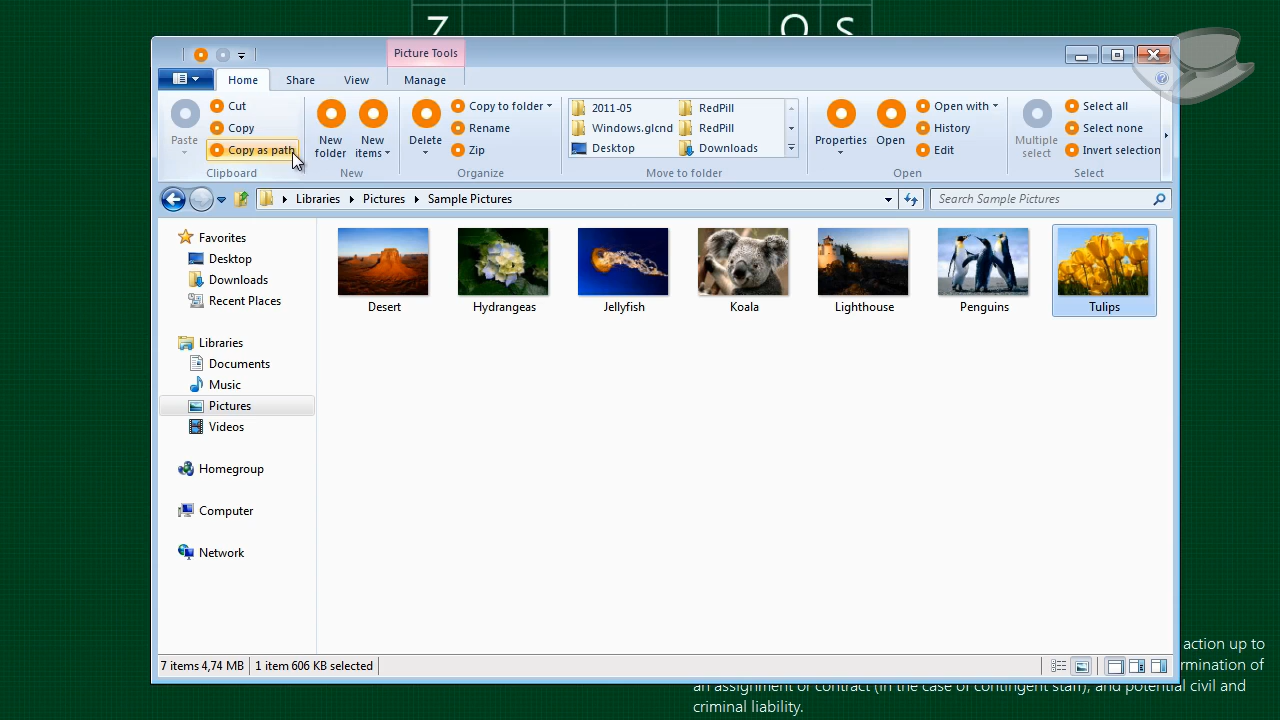 Z O S
Picture Tools
Home Share View Manage
Cut
Copy
Copy as path
Paste
Clipboard
New folder
New items
New
Delete
Copy to folder
Rename
Zip
Organize
2011-05 RedPill
Windows.glcnd RedPill
Desktop Downloads
Move to folder
Properties
Open
Open with
History
Edit
Open
Multiple select
Select all
Select none
Invert selection
Select
Libraries Pictures Sample Pictures
Search Sample Pictures
Favorites
Desktop
Downloads
Recent Places
Libraries
Documents
Music
Pictures
Videos
Homegroup
Computer
Network
Desert Hydrangeas Jellyfish Koala Lighthouse Penguins Tulips
7 items 4,74 MB 1 item 606 KB selected
action up to
rmination of
an assignment or contract (in the case of contingent staff), and potential civil and
criminal liability.